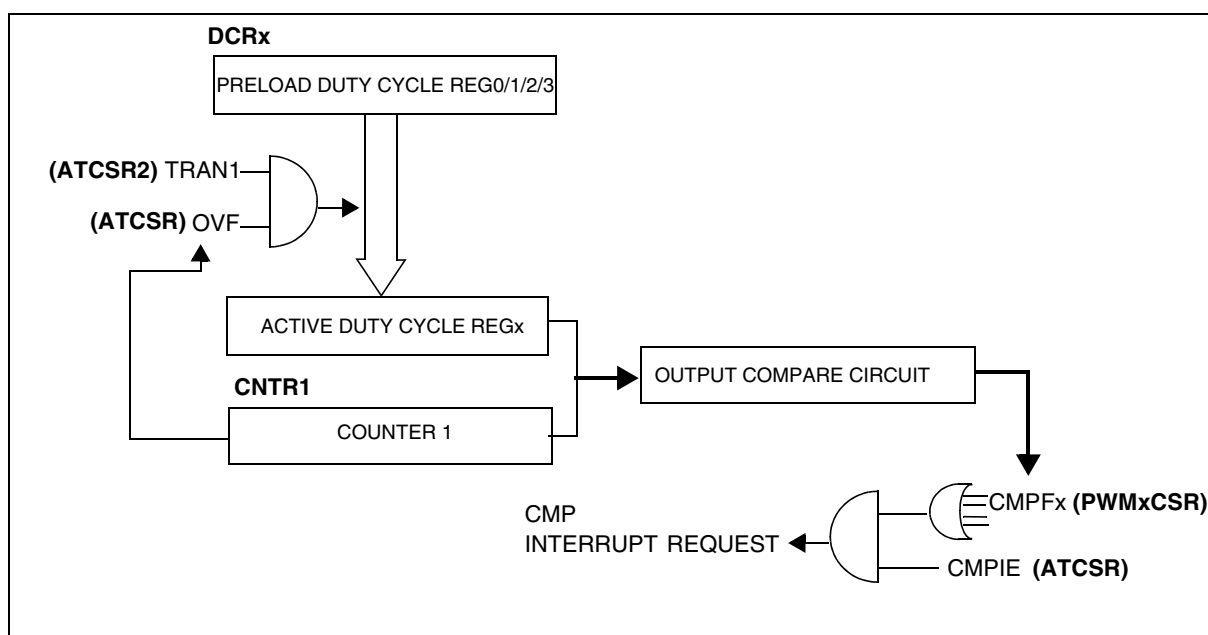 DCRx
PRELOAD DUTY CYCLE REG0/1/2/3
(ATCSR2) TRAN1
(ATCSR) OVF
ACTIVE DUTY CYCLE REGx
CNTR1
COUNTER 1
OUTPUT COMPARE CIRCUIT
CMPFx (PWMxCSR)
CMP
INTERRUPT REQUEST
CMPIE (ATCSR)